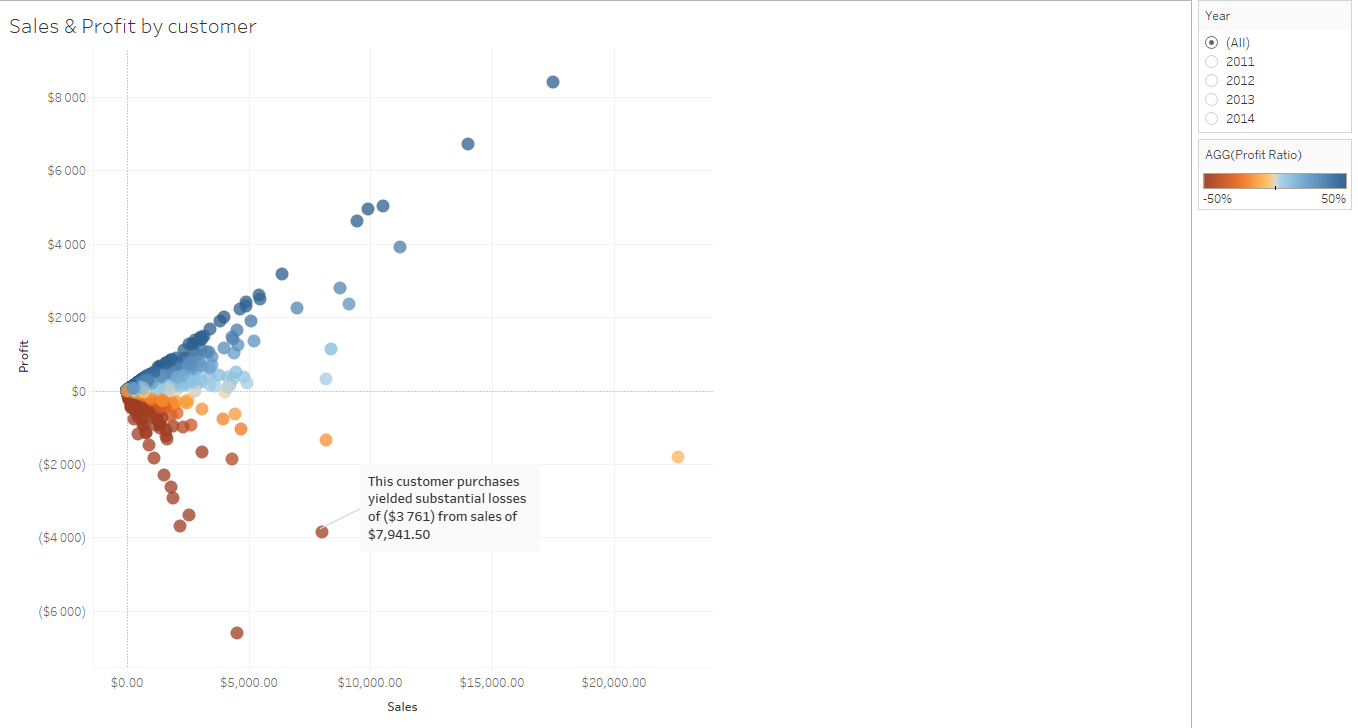 Sales & Profit by customer
$8 000
$6 000
$4 000
$2 000
$0
($2 000)
($4 000)
($6 000)
Profit
This customer purchases
yielded substantial losses
of ($3 761) from sales of
$7,941.50
$0.00
$5,000.00
$10,000.00
$15,000.00
$20,000.00
Sales
Year
(All)
2011
2012
2013
2014
AGG(Profit Ratio)
-50%
50%